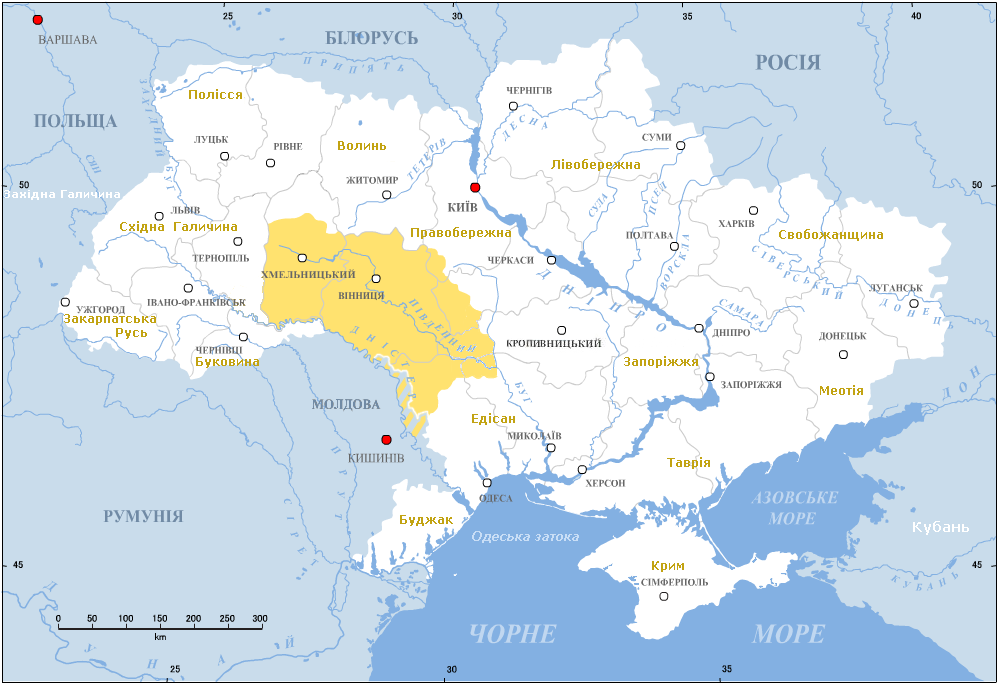 25
30
35
40
ВАРШАВА
БІЛОРУСЬ
ПРИП'ЯТЬ
РОСІЯ
ЗАХІДНИЙ БУГ
Полісся
ЧЕРНІГІВ
ПОЛЬЩА
ДЕСНА
ЛУЦЬК
РІВНЕ
Волинь
СУМИ
ТЕТЕРІВ
Лівобережна
СЯН
ЖИТОМИР
50
50
Західна Галичина
КИЇВ
СУЛА
ПСЕЛ
ЛЬВІВ
ХАРКІВ
Східна Галичина
Правобережна
ПОЛТАВА
Свобожанщина
ТЕРНОПІЛЬ
ЧЕРКАСИ
ВОРСКЛА
СІВЕРСЬКИЙ
ХМЕЛЬНИЦЬКИЙ
ДНІПРО
ЛУГАНСЬК
ІВАНО-ФРАНКІВСЬК
ВІННИЦЯ
ДОНЕЦЬ
УЖГОРОД
ПІВДЕННИЙ
САМАРА
Закарпатська
Русь
ДНІСТЕР
ДНІПРО
ДОНЕЦЬК
ЧЕРНІВЦІ
КРОПИВНИЦЬКИЙ
Буковина
Запоріжжя
БУГ
ЗАПОРІЖЖЯ
Меотія
ДОН
МОЛДОВА
Едісан
МИКОЛАЇВ
КИШИНІВ
ПРУТ
Таврія
ХЕРСОН
ОДЕСА
АЗОВСЬКЕ
МОРЕ
РУМУНІЯ
СІРЕТ
Буджак
Одеська затока
Кубань
45
Крим
45
СІМФЕРОПОЛЬ
КУБАНЬ
ДУНАЙ
0 50 100 150 200 250 300
km
ЧОРНЕ МОРЕ
25
30
35